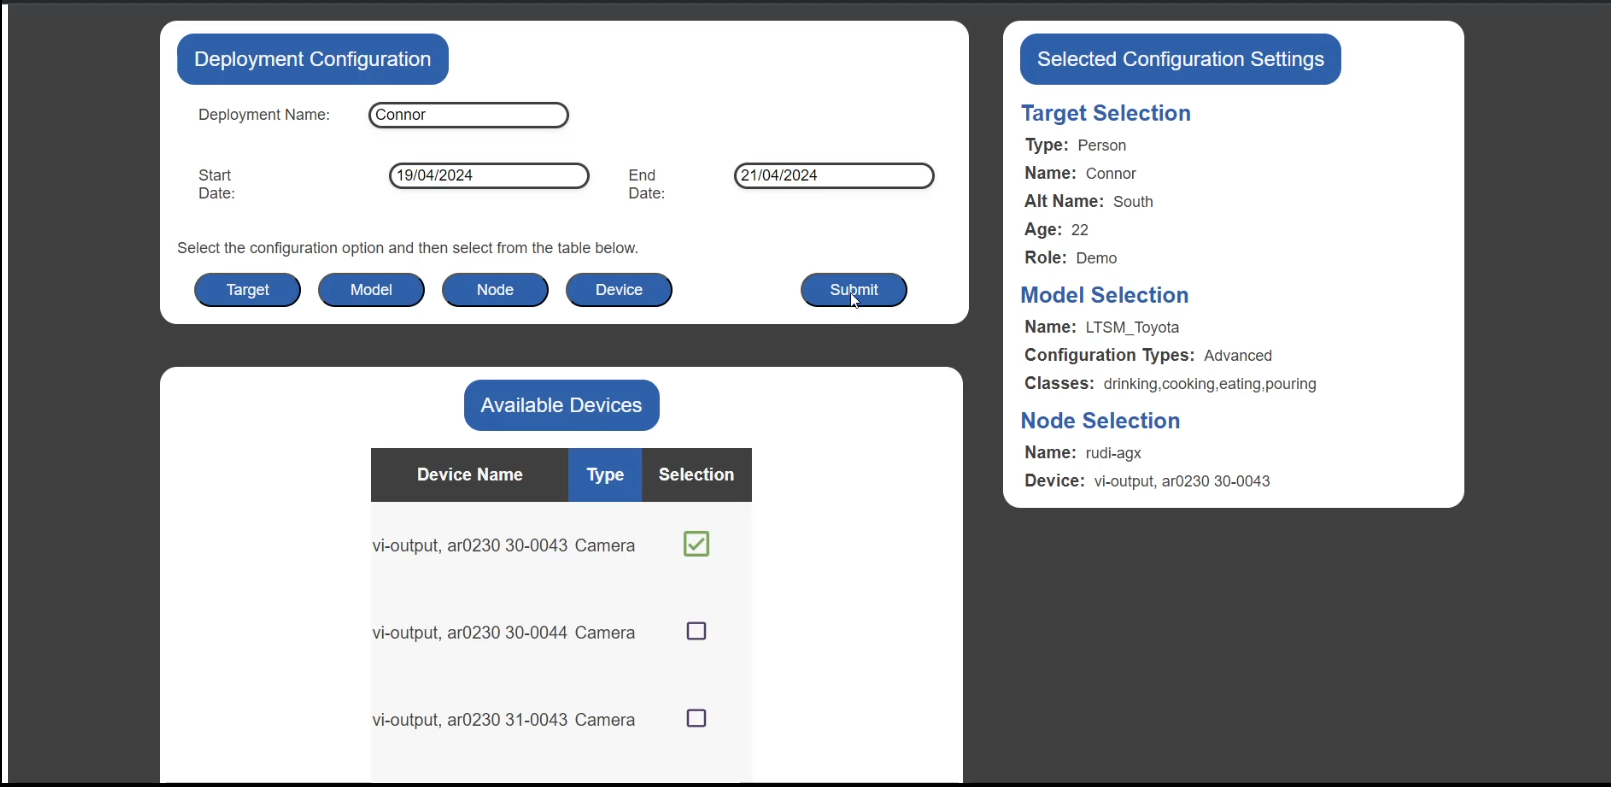 Deployment Configuration
Deployment Name: Connor
Start Date: 19/04/2024 End Date: 21/04/2024
Select the configuration option and then select from the table below.
Target Model Node Device Submit
Available Devices
Device Name Type Selection
vi-output, ar0230 30-0043 Camera
vi-output, ar0230 30-0044 Camera
vi-output, ar0230 31-0043 Camera
Selected Configuration Settings
Target Selection
Type: Person
Name: Connor
Alt Name: South
Age: 22
Role: Demo
Model Selection
Name: LTSM_Toyota
Configuration Types: Advanced
Classes: drinking,cooking,eating,pouring
Node Selection
Name: rudi-agx
Device: vi-output, ar0230 30-0043